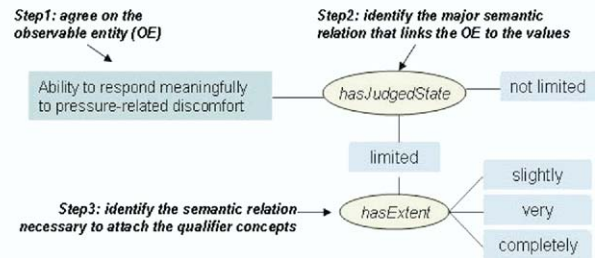 Step1: agree on the
observable entity (OE)
Step2: identify the major semantic
relation that links the OE to the values
Ability to respond meaningfully
to pressure-related discomfort
hasJudgedState
not limited
limited
slightly
Step3: identify the semantic relation
necessary to attach the qualifier concepts
hasExtent
very
completely